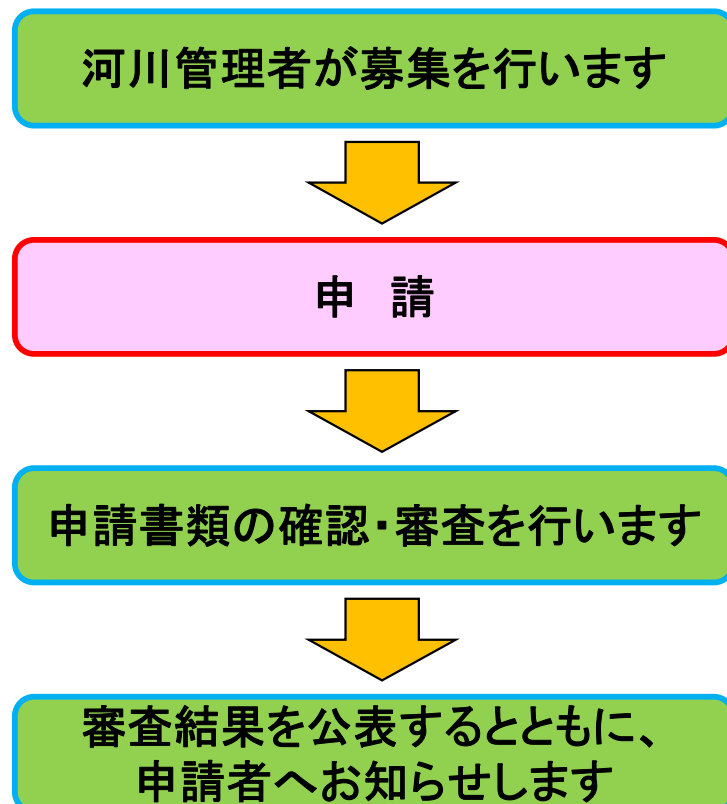 河川管理者が募集を行います
申　請
申請書類の確認・審査を行います
審査結果を公表するとともに、
申請者へお知らせします